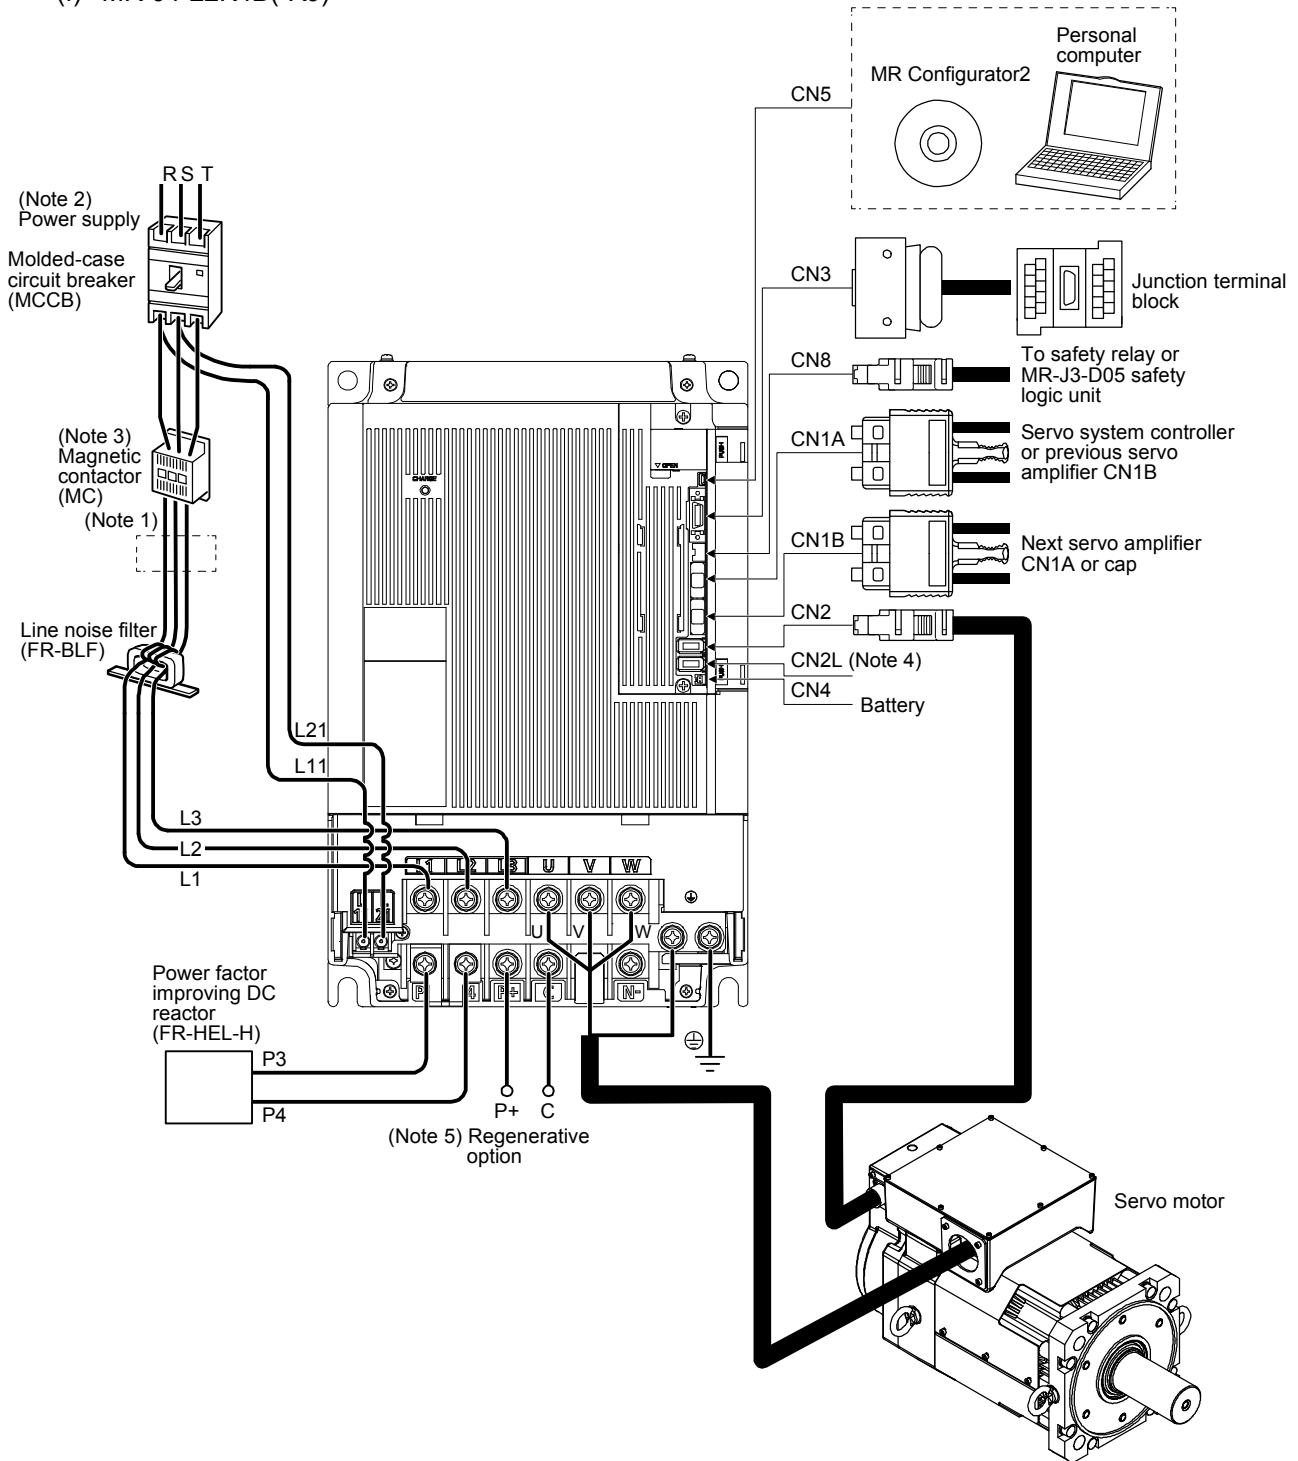 Personal
computer
MR Configurator2
CN5
R S T
(Note 2)
Power supply
Molded-case
circuit breaker
(MCCB)
CN3
Junction terminal
block
CN8
To safety relay or
MR-J3-D05 safety
logic unit
(Note 3)
Magnetic
contactor
(MC)
(Note 1)
CN1A
Servo system controller
or previous servo
amplifier CN1B
OPEN
CHARGE
CN1B
Next servo amplifier
CN1A or cap
Line noise filter
(FR-BLF)
CN2
CN2L (Note 4)
CN4
Battery
L21
L11
L3
L2
L1
U V W
U V W
N-
Power factor
improving DC
reactor
(FR-HEL-H)
P3
P4
P+ C
(Note 5) Regenerative
option
Servo motor